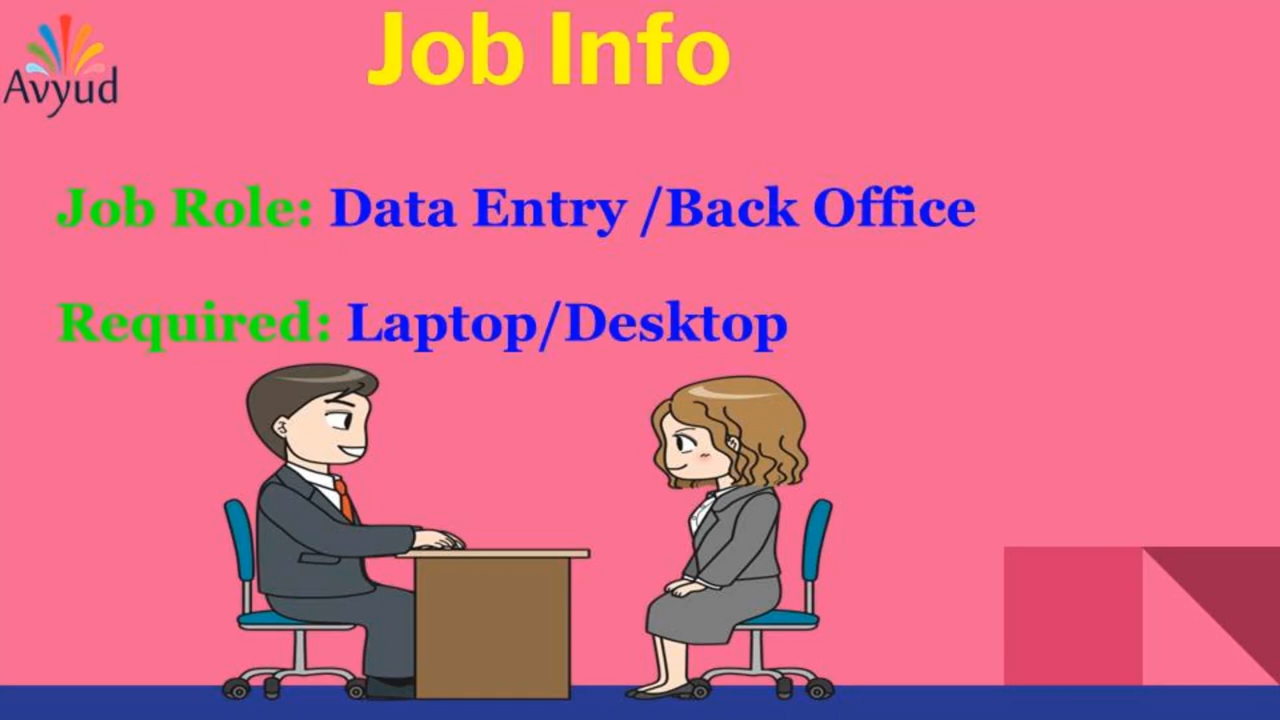 Job Info
Avyud
Job Role: Data Entry /Back Office
Required: Laptop/Desktop